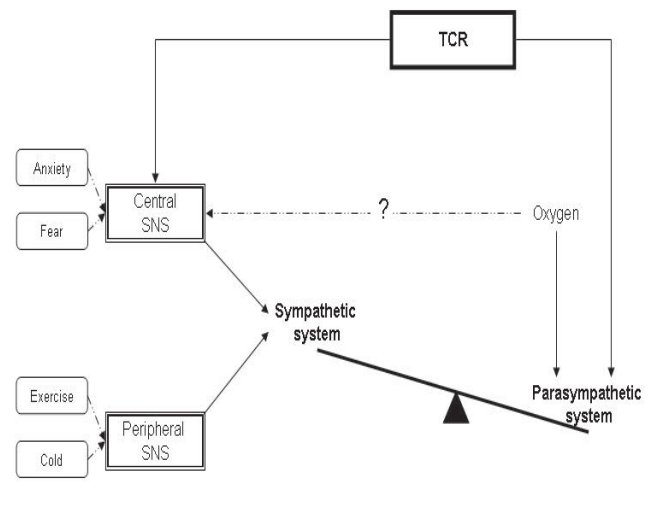 TCR
Anxiety
Central
SNS
Fear
?
Oxygen
Sympathetic
system
Exercise
Parasympathetic
system
Peripheral
SNS
Cold